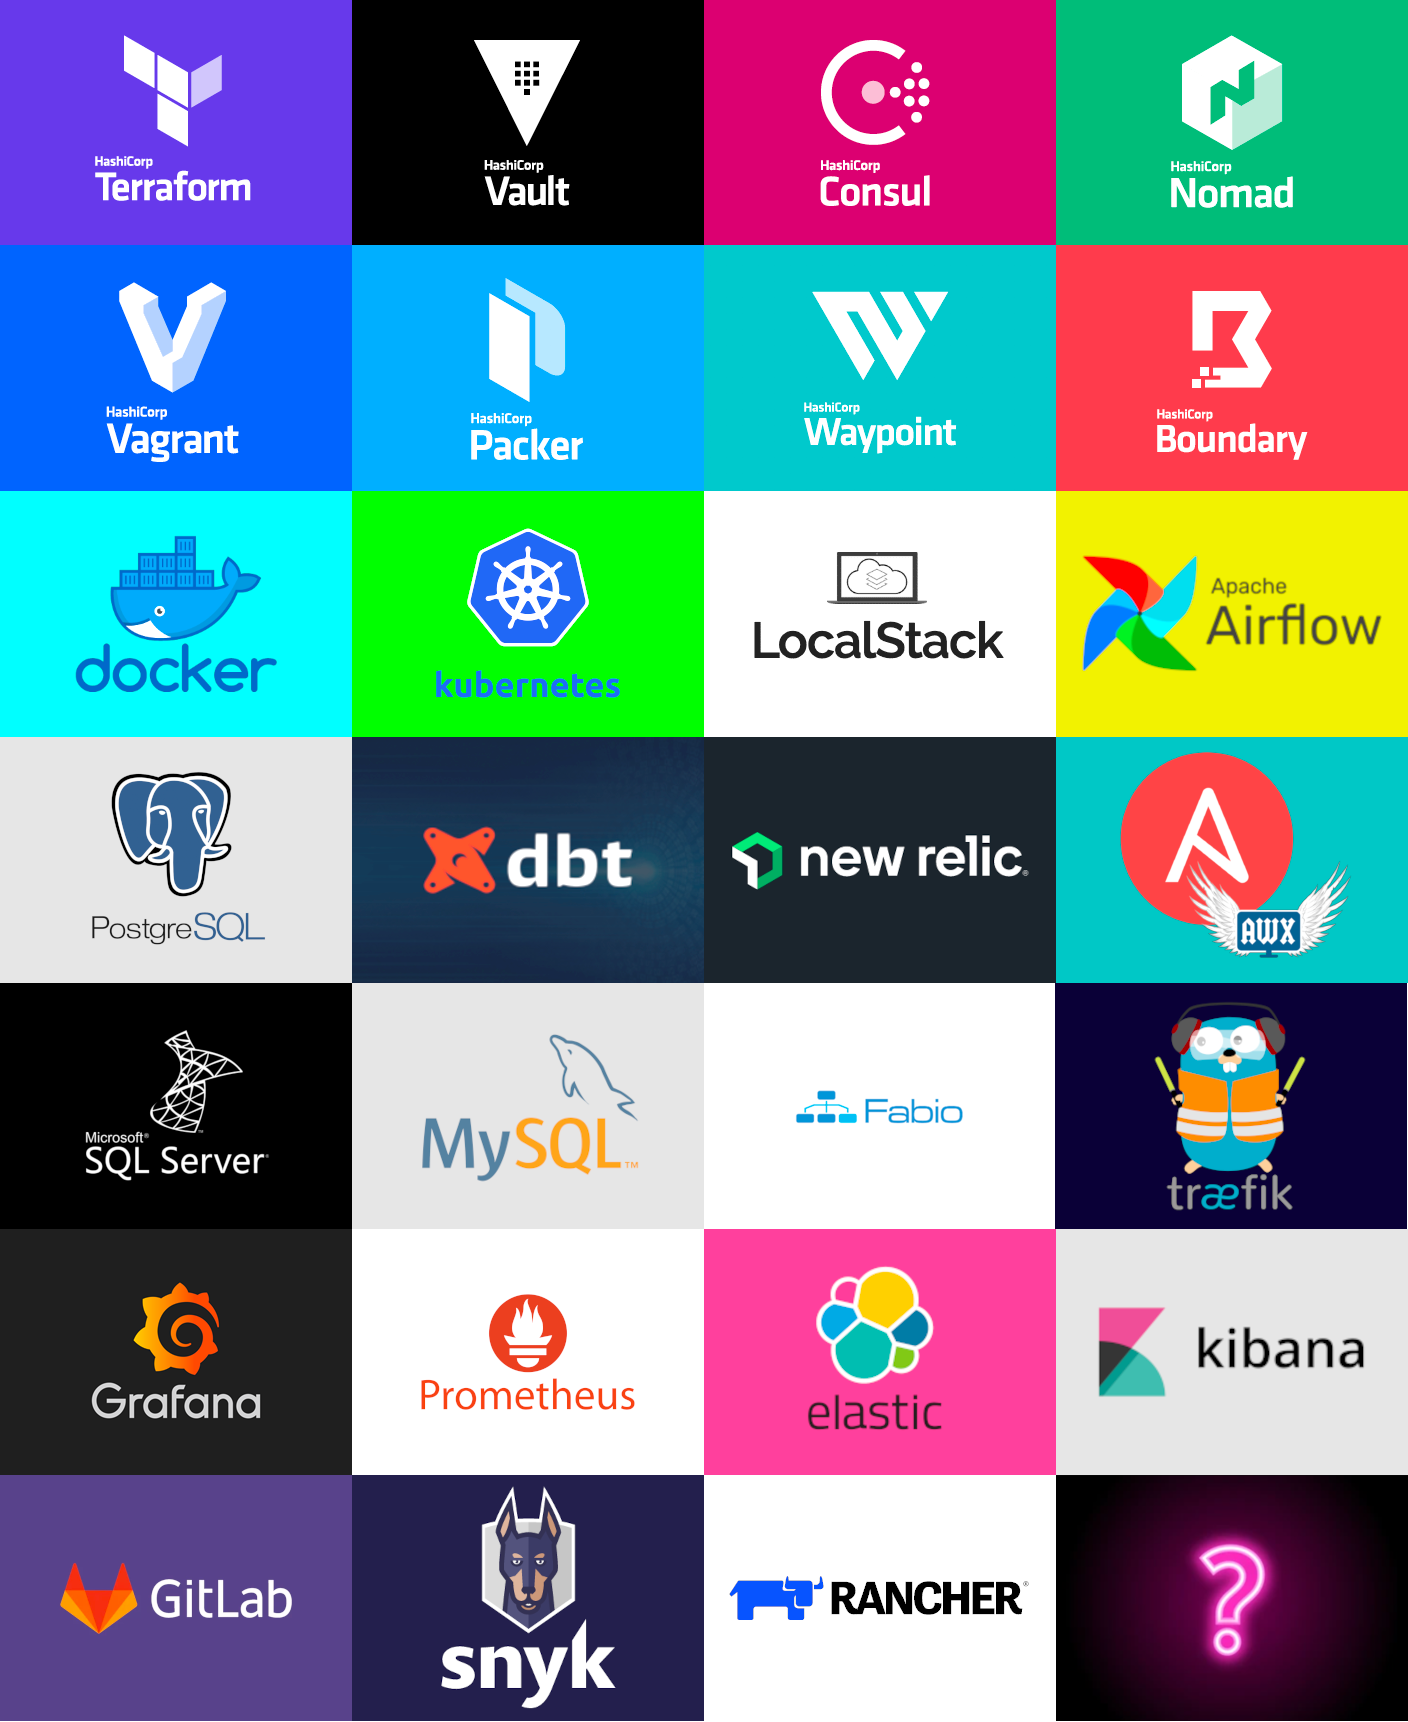 HashiCorp
Terraform
HashiCorp
Vault
HashiCorp
Consul
HashiCorp
Nomad
HashiCorp
Vagrant
HashiCorp
Packer
HashiCorp
Waypoint
HashiCorp
Boundary
docker
kubernetes
LocalStack
Apache
Airflow
PostgreSQL
dbt
new relic®
A
AWX
Microsoft®
SQL Server®
MySQL™
Fabio
træfik
Grafana
Prometheus
elastic
kibana
GitLab
snyk
RANCHER®
?